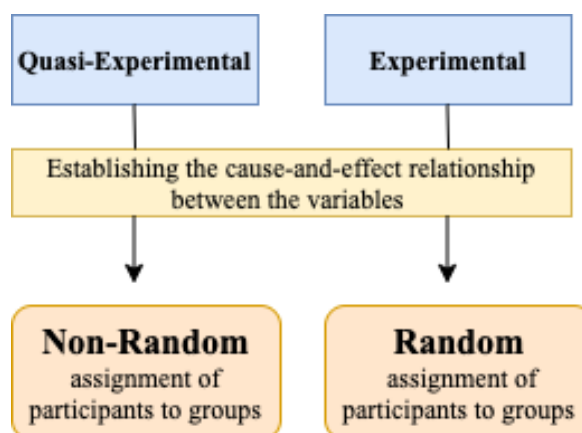 Quasi-Experimental
Experimental
Establishing the cause-and-effect relationship
between the variables
Non-Random
assignment of
participants to groups
Random
assignment of
participants to groups